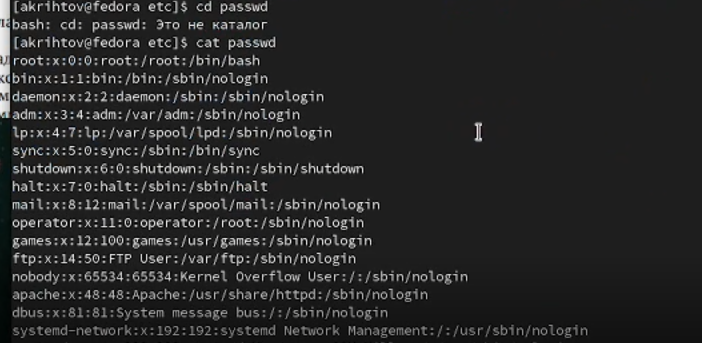 [akrihtov@fedora etc]$ cd passwd
bash: cd: passwd: Это не каталог
[akrihtov@fedora etc]$ cat passwd
root:x:0:0:root:/root:/bin/bash
bin:x:1:1:bin:/bin:/sbin/nologin
daemon:x:2:2:daemon:/sbin:/sbin/nologin
adm:x:3:4:adm:/var/adm:/sbin/nologin
lp:x:4:7:lp:/var/spool/lpd:/sbin/nologin
sync:x:5:0:sync:/sbin:/bin/sync
shutdown:x:6:0:shutdown:/sbin:/sbin/shutdown
halt:x:7:0:halt:/sbin:/sbin/halt
mail:x:8:12:mail:/var/spool/mail:/sbin/nologin
operator:x:11:0:operator:/root:/sbin/nologin
games:x:12:100:games:/usr/games:/sbin/nologin
ftp:x:14:50:FTP User:/var/ftp:/sbin/nologin
nobody:x:65534:65534:Kernel Overflow User:/:/sbin/nologin
apache:x:48:48:Apache:/usr/share/httpd:/sbin/nologin
dbus:x:81:81:System message bus:/:/sbin/nologin
systemd-network:x:192:192:systemd Network Management:/:/usr/sbin/nologin